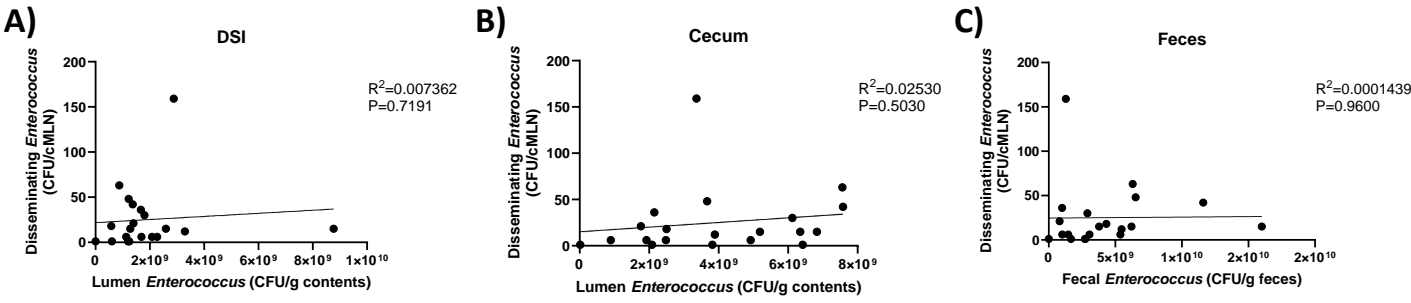 A)
DSI
Disseminating Enterococcus
(CFU/cMLN)
200
150
100
50
0
R²=0.007362
P=0.7191
0
2×10⁹
4×10⁹
6×10⁹
8×10⁹
1×10¹⁰
Lumen Enterococcus (CFU/g contents)
B)
Cecum
Disseminating Enterococcus
(CFU/cMLN)
200
150
100
50
0
R²=0.02530
P=0.5030
0
2×10⁹
4×10⁹
6×10⁹
8×10⁹
Lumen Enterococcus (CFU/g contents)
C)
Feces
Disseminating Enterococcus
(CFU/cMLN)
200
150
100
50
0
R²=0.0001439
P=0.9600
0
5×10⁹
1×10¹⁰
2×10¹⁰
2×10¹⁰
Fecal Enterococcus (CFU/g feces)